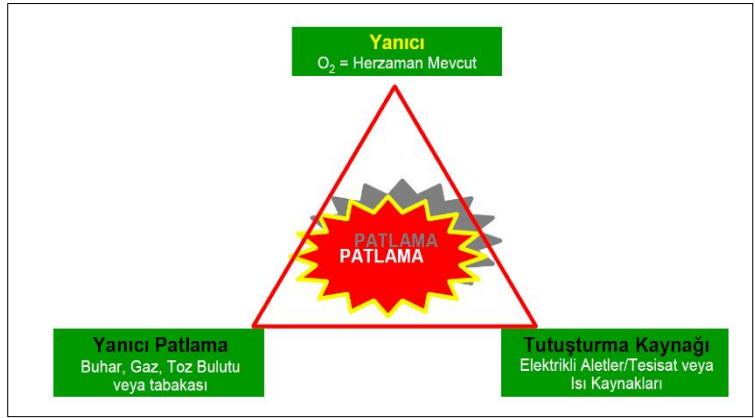 Yanıcı
O₂ = Herzaman Mevcut
PATLAMA
PATLAMA
Yanıcı Patlama
Buhar, Gaz, Toz Bulutu
veya tabakası
Tutuşturma Kaynağı
Elektrikli Aletler/Tesisat veya
Isı Kaynakları